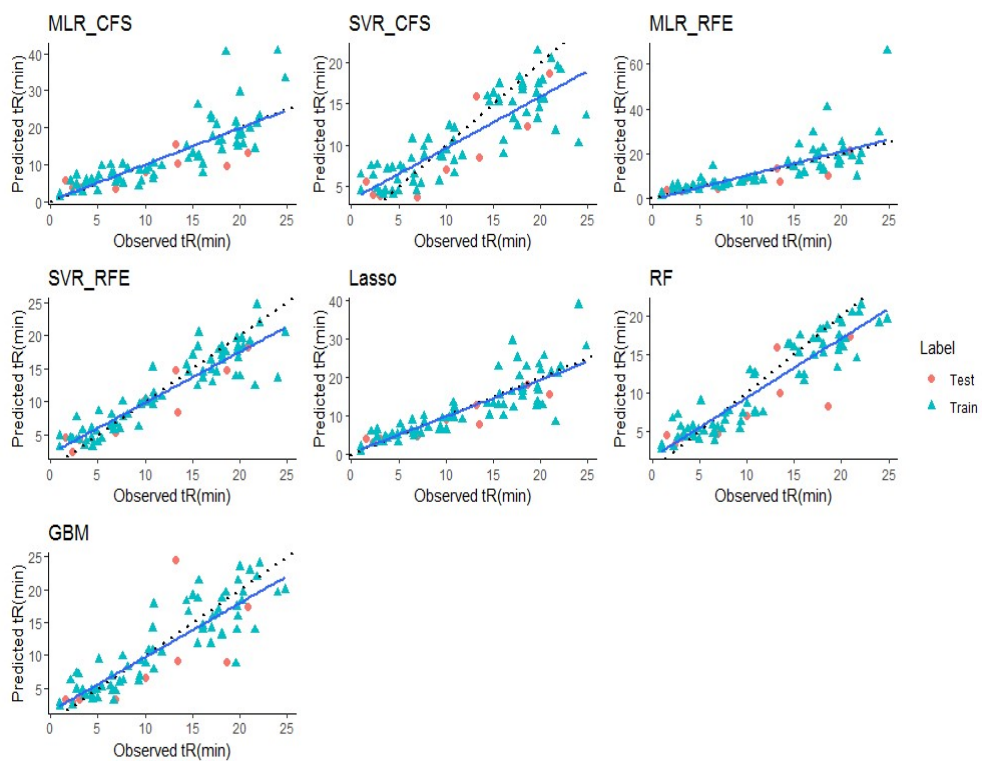 MLR_CFS
Predicted tR(min)
40
30
20
10
0
0 5 10 15 20 25
Observed tR(min)
SVR_CFS
Predicted tR(min)
20
15
10
5
0 5 10 15 20 25
Observed tR(min)
MLR_RFE
Predicted tR(min)
60
40
20
0
0 5 10 15 20 25
Observed tR(min)
SVR_RFE
Predicted tR(min)
25
20
15
10
5
0 5 10 15 20 25
Observed tR(min)
Lasso
Predicted tR(min)
40
30
20
10
0
0 5 10 15 20 25
Observed tR(min)
RF
Predicted tR(min)
20
15
10
5
0 5 10 15 20 25
Observed tR(min)
Label
Test
Train
GBM
Predicted tR(min)
25
20
15
10
5
0 5 10 15 20 25
Observed tR(min)